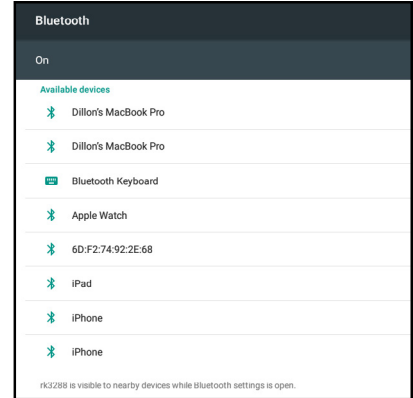 Bluetooth
On
Available devices
Dillon's MacBook Pro
Dillon's MacBook Pro
Bluetooth Keyboard
Apple Watch
6D:F2:74:92:2E:68
iPad
iPhone
iPhone
rk3288 is visible to nearby devices while Bluetooth settings is open.